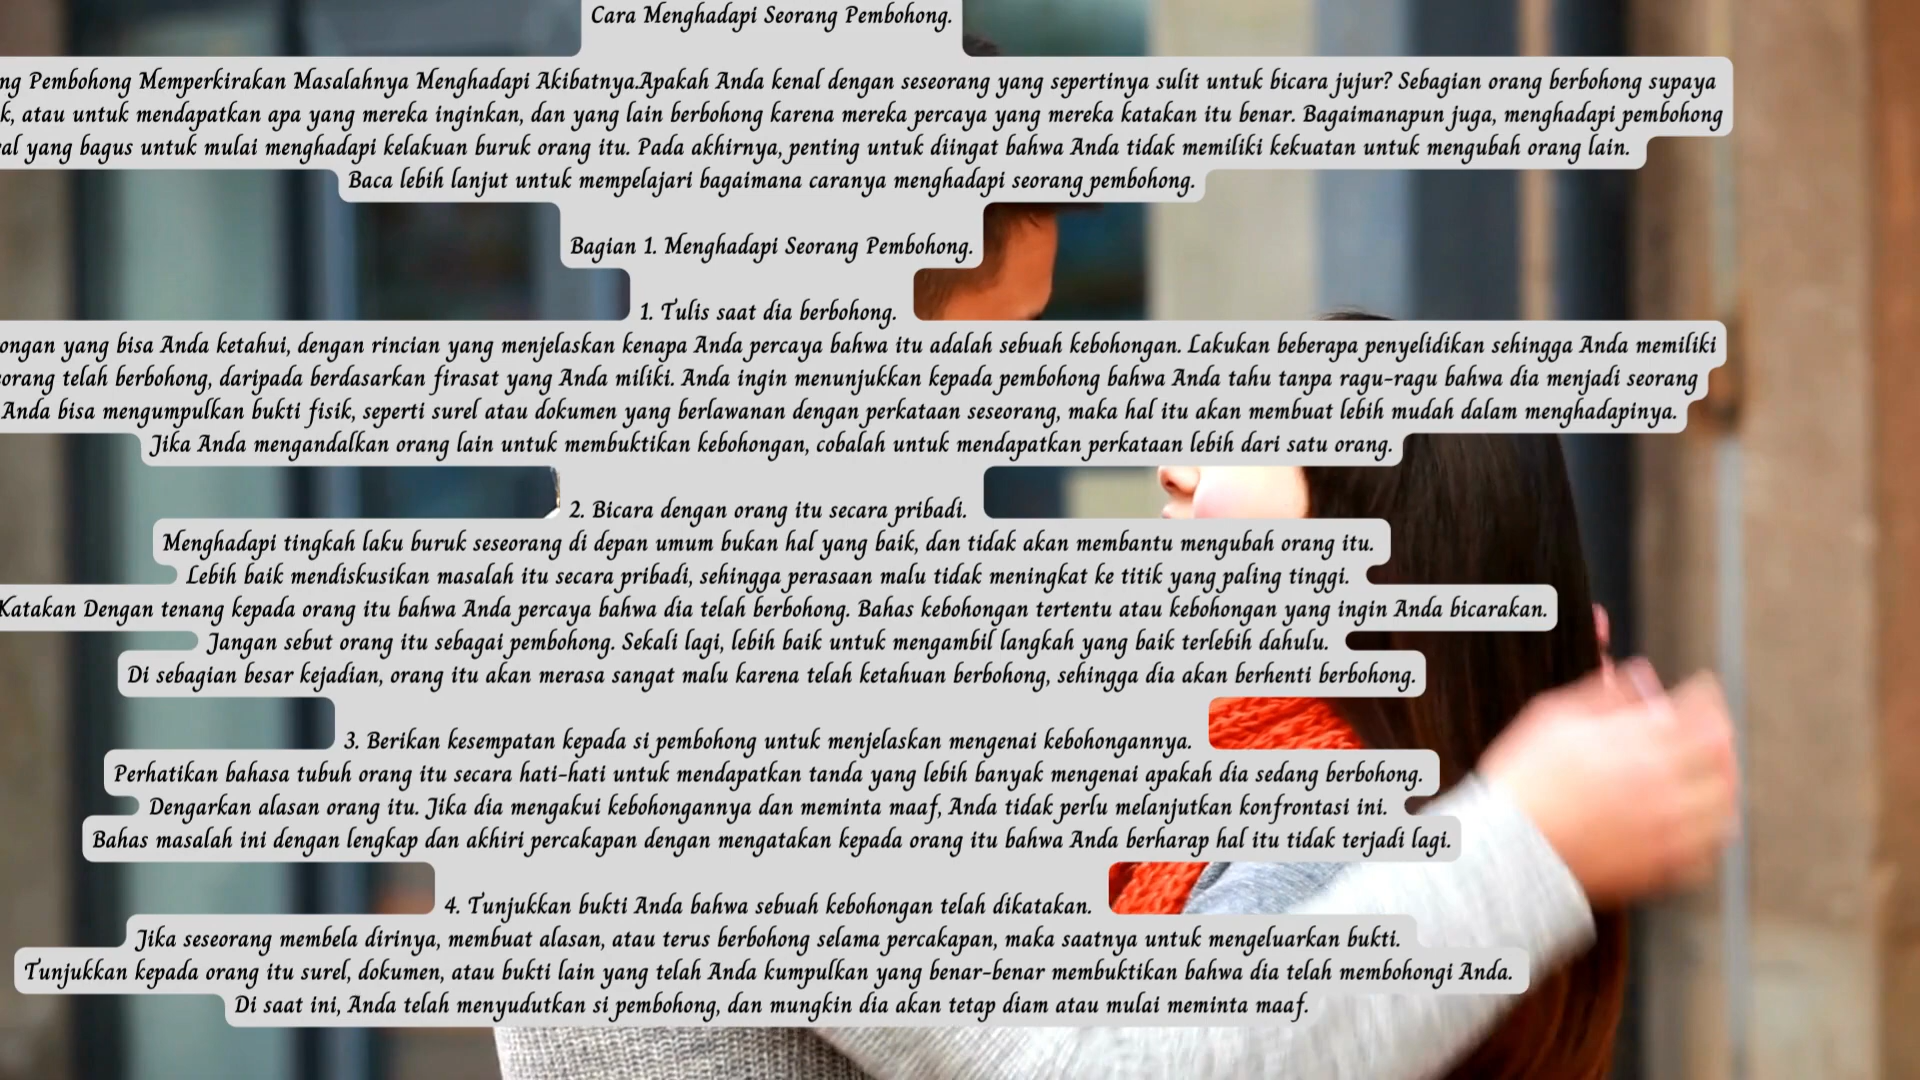 Cara Menghadapi Seorang Pembohong.
Pembohong Memperkirakan Masalahnya Menghadapi Akibatnya.Apakah Anda kenal dengan seseorang yang sepertinya sulit untuk bicara jujur? Sebagian orang berbohong supaya
atau untuk mendapatkan apa yang mereka inginkan, dan yang lain berbohong karena mereka percaya yang mereka katakan itu benar. Bagaimanapun juga, menghadapi pembohong
yang bagus untuk mulai menghadapi kelakuan buruk orang itu. Pada akhirnya, penting untuk diingat bahwa Anda tidak memiliki kekuatan untuk mengubah orang lain.
Baca lebih lanjut untuk mempelajari bagaimana caranya menghadapi seorang pembohong.
Bagian 1. Menghadapi Seorang Pembohong.
1. Tulis saat dia berbohong.
yang bisa Anda ketahui, dengan rincian yang menjelaskan kenapa Anda percaya bahwa itu adalah sebuah kebohongan. Lakukan beberapa penyelidikan sehingga Anda memiliki
telah berbohong, daripada berdasarkan firasat yang Anda miliki. Anda ingin menunjukkan kepada pembohong bahwa Anda tahu tanpa ragu-ragu bahwa dia menjadi seorang
Anda bisa mengumpulkan bukti fisik, seperti surel atau dokumen yang berlawanan dengan perkataan seseorang, maka hal itu akan membuat lebih mudah dalam menghadapinya.
Jika Anda mengandalkan orang lain untuk membuktikan kebohongan, cobalah untuk mendapatkan perkataan lebih dari satu orang.
2. Bicara dengan orang itu secara pribadi.
Menghadapi tingkah laku buruk seseorang di depan umum bukan hal yang baik, dan tidak akan membantu mengubah orang itu.
Lebih baik mendiskusikan masalah itu secara pribadi, sehingga perasaan malu tidak meningkat ke titik yang paling tinggi.
Katakan Dengan tenang kepada orang itu bahwa Anda percaya bahwa dia telah berbohong. Bahas kebohongan tertentu atau kebohongan yang ingin Anda bicarakan.
Jangan sebut orang itu sebagai pembohong. Sekali lagi, lebih baik untuk mengambil langkah yang baik terlebih dahulu.
Di sebagian besar kejadian, orang itu akan merasa sangat malu karena telah ketahuan berbohong, sehingga dia akan berhenti berbohong.
3. Berikan kesempatan kepada si pembohong untuk menjelaskan mengenai kebohongannya.
Perhatikan bahasa tubuh orang itu secara hati-hati untuk mendapatkan tanda yang lebih banyak mengenai apakah dia sedang berbohong.
Dengarkan alasan orang itu. Jika dia mengakui kebohongannya dan meminta maaf, Anda tidak perlu melanjutkan konfrontasi ini.
Bahas masalah ini dengan lengkap dan akhiri percakapan dengan mengatakan kepada orang itu bahwa Anda berharap hal itu tidak terjadi lagi.
4. Tunjukkan bukti Anda bahwa sebuah kebohongan telah dikatakan.
Jika seseorang membela dirinya, membuat alasan, atau terus berbohong selama percakapan, maka saatnya untuk mengeluarkan bukti.
Tunjukkan kepada orang itu surel, dokumen, atau bukti lain yang telah Anda kumpulkan yang benar-benar membuktikan bahwa dia telah membohongi Anda.
Di saat ini, Anda telah menyudutkan si pembohong, dan mungkin dia akan tetap diam atau mulai meminta maaf.